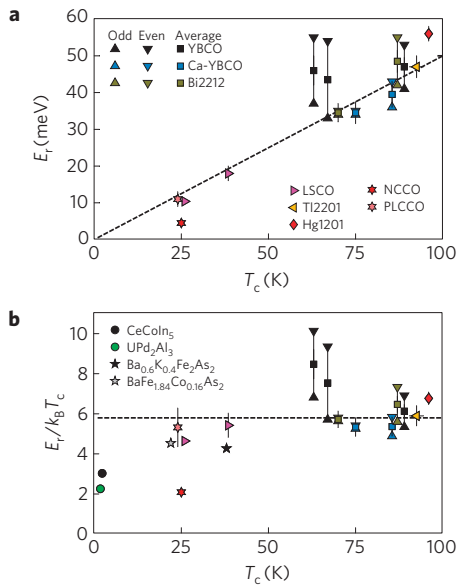 a
Odd Even Average
YBCO
Ca-YBCO
Bi2212
LSCO
Tl2201
Hg1201
NCCO
PLCCO
60
50
40
30
20
10
0
E_r (meV)
0 25 50 75 100
T_c (K)
b
CeCoIn₅
UPd₂Al₃
Ba₀.₆K₀.₄Fe₂As₂
BaFe₁.₈₄Co₀.₁₆As₂
10
8
6
4
2
0
E_r/k_BT_c
0 25 50 75 100
T_c (K)